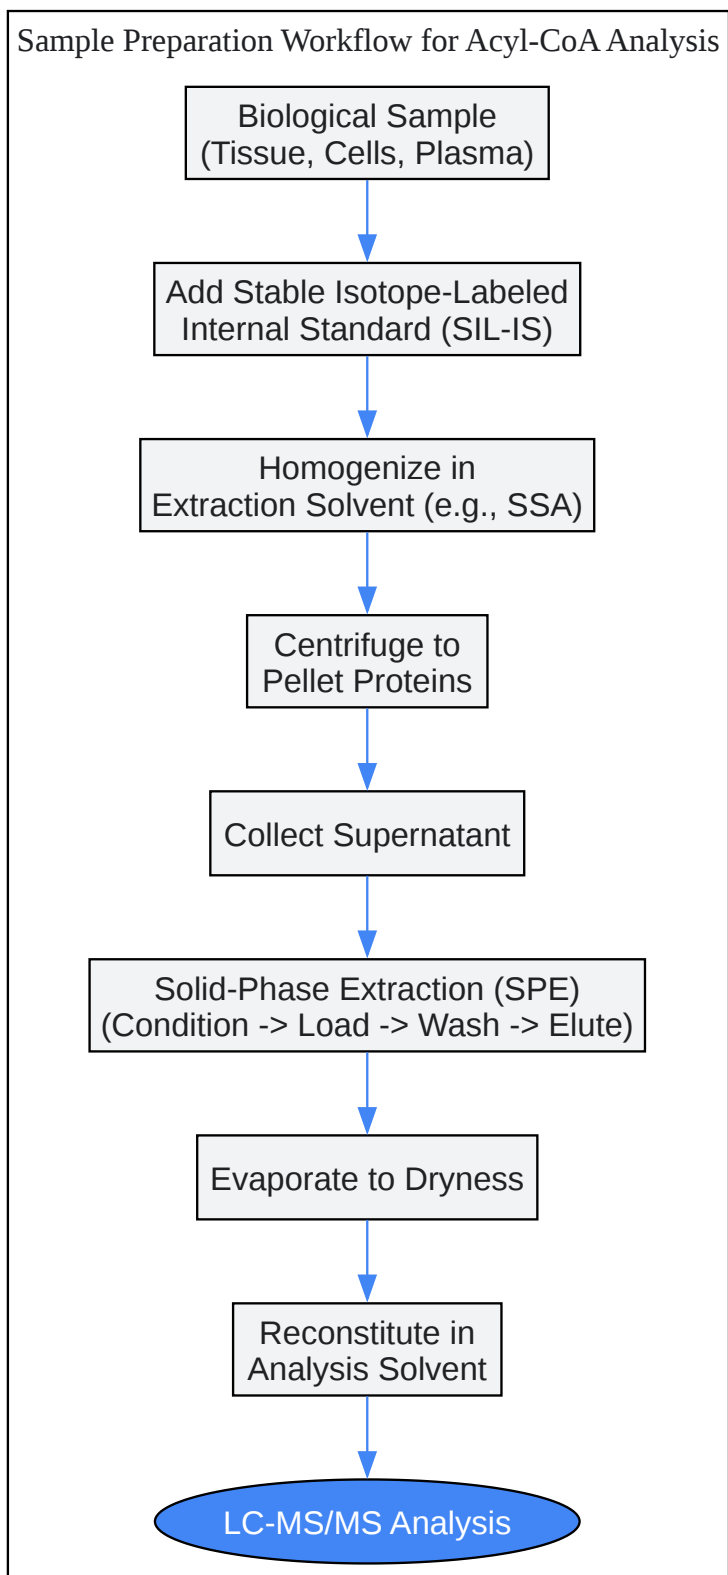 Sample Preparation Workflow for Acyl-CoA Analysis
Biological Sample
(Tissue, Cells, Plasma)
Add Stable Isotope-Labeled
Internal Standard (SIL-IS)
Homogenize in
Extraction Solvent (e.g., SSA)
Centrifuge to
Pellet Proteins
Collect Supernatant
Solid-Phase Extraction (SPE)
(Condition -> Load -> Wash -> Elute)
Evaporate to Dryness
Reconstitute in
Analysis Solvent
LC-MS/MS Analysis